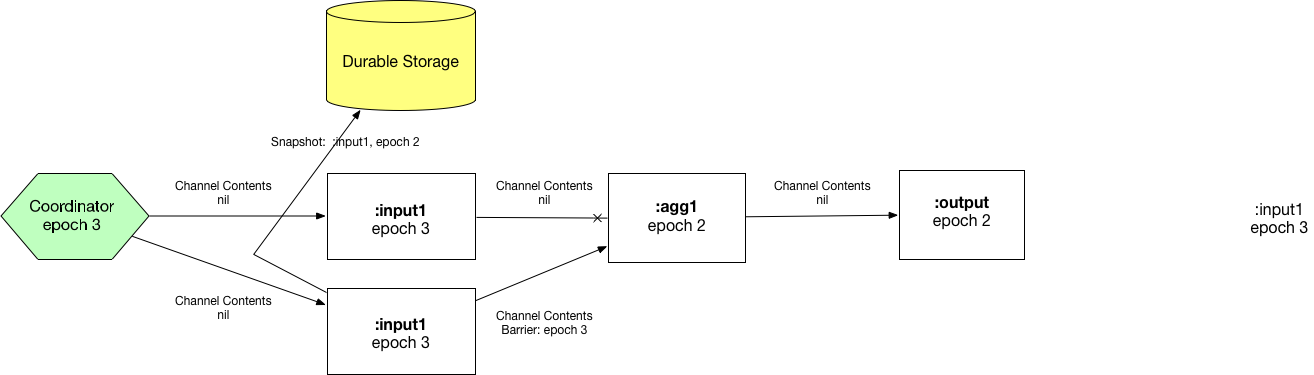 Durable Storage
Snapshot:  :input1, epoch 2
Channel Contents
nil
Channel Contents
nil
Channel Contents
nil
Coordinator
epoch 3
:input1
epoch 3
:agg1
epoch 2
:output
epoch 2
:input1
epoch 3
Channel Contents
nil
:input1
epoch 3
Channel Contents
Barrier: epoch 3